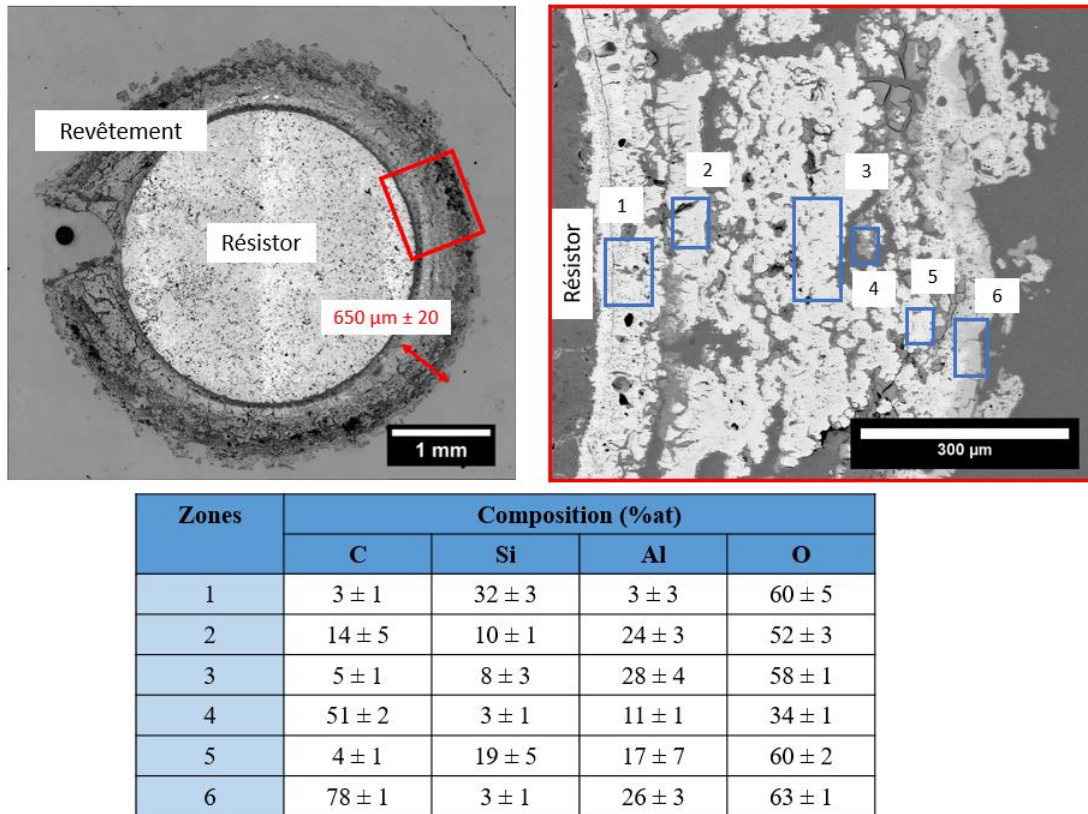 Revêtement
Résistor
650 µm ± 20
1 mm
Résistor
1
2
3
4
5
6
300 µm
Zones Composition (%at)
C Si Al O
1 3 ± 1 32 ± 3 3 ± 3 60 ± 5
2 14 ± 5 10 ± 1 24 ± 3 52 ± 3
3 5 ± 1 8 ± 3 28 ± 4 58 ± 1
4 51 ± 2 3 ± 1 11 ± 1 34 ± 1
5 4 ± 1 19 ± 5 17 ± 7 60 ± 2
6 78 ± 1 3 ± 1 26 ± 3 63 ± 1